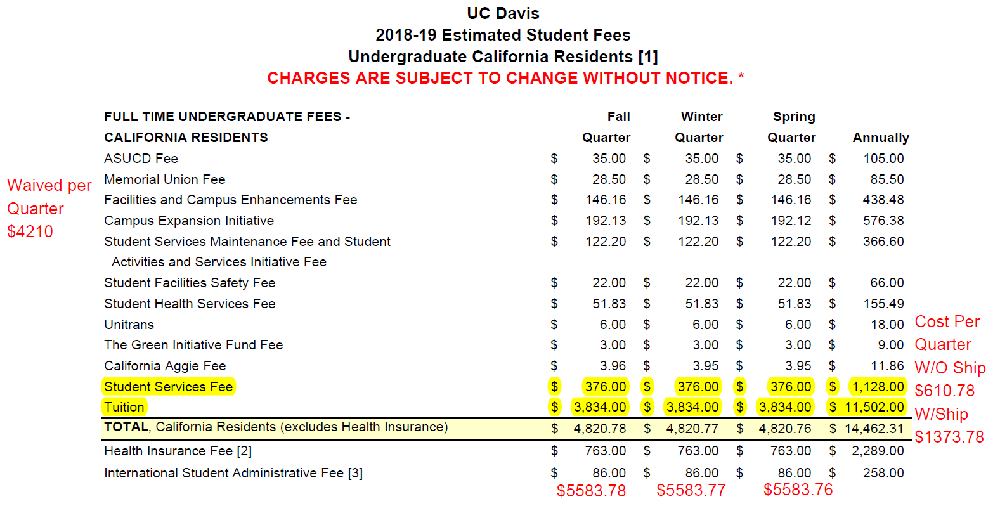 UC Davis
2018-19 Estimated Student Fees
Undergraduate California Residents [1]
CHARGES ARE SUBJECT TO CHANGE WITHOUT NOTICE. *
FULL TIME UNDERGRADUATE FEES - Fall Winter Spring
CALIFORNIA RESIDENTS Quarter Quarter Quarter Annually
ASUCD Fee $ 35.00 $ 35.00 $ 35.00 $ 105.00
Memorial Union Fee $ 28.50 $ 28.50 $ 28.50 $ 85.50
Waived per
Quarter
$4210
Facilities and Campus Enhancements Fee $ 146.16 $ 146.16 $ 146.16 $ 438.48
Campus Expansion Initiative $ 192.13 $ 192.13 $ 192.12 $ 576.38
Student Services Maintenance Fee and Student $ 122.20 $ 122.20 $ 122.20 $ 366.60
Activities and Services Initiative Fee
Student Facilities Safety Fee $ 22.00 $ 22.00 $ 22.00 $ 66.00
Student Health Services Fee $ 51.83 $ 51.83 $ 51.83 $ 155.49
Unitrans $ 6.00 $ 6.00 $ 6.00 $ 18.00
The Green Initiative Fund Fee $ 3.00 $ 3.00 $ 3.00 $ 9.00
California Aggie Fee $ 3.96 $ 3.95 $ 3.95 $ 11.86
Student Services Fee $ 376.00 $ 376.00 $ 376.00 $ 1,128.00
Tuition $ 3,834.00 $ 3,834.00 $ 3,834.00 $ 11,502.00
TOTAL, California Residents (excludes Health Insurance) $ 4,820.78 $ 4,820.77 $ 4,820.76 $ 14,462.31
Cost Per
Quarter
W/O Ship
$610.78
W/Ship
$1373.78
Health Insurance Fee [2] $ 763.00 $ 763.00 $ 763.00 $ 2,289.00
International Student Administrative Fee [3] $ 86.00 $ 86.00 $ 86.00 $ 258.00
$5583.78 $5583.77 $5583.76